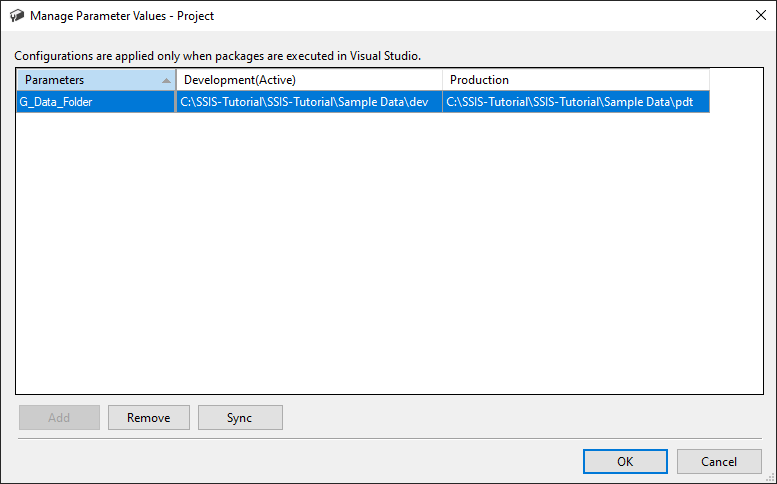 Manage Parameter Values - Project
Configurations are applied only when packages are executed in Visual Studio.
Parameters Development(Active) Production
G_Data_Folder C:\SSIS-Tutorial\SSIS-Tutorial\Sample Data\dev C:\SSIS-Tutorial\SSIS-Tutorial\Sample Data\pdt
Add Remove Sync
OK Cancel